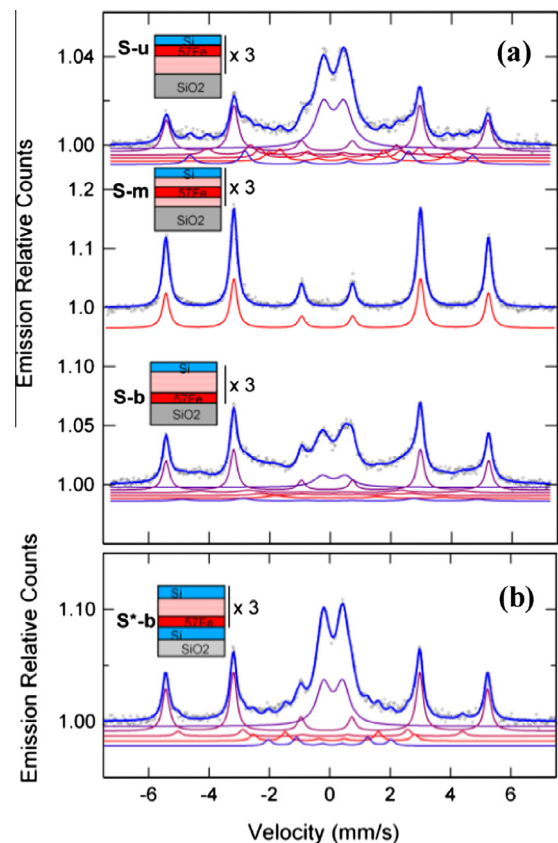 Si
(a)
S-u
57Fe
x 3
1.04
SiO2
1.00
1.2
Si
S-m
57Fe
x 3
SiO2
1.1
1.0
Emission Relative Counts
1.10
Si
S-b
x 3
57Fe
SiO2
1.05
1.00
Si
(b)
x 3
S*-b
57Fe
Si
SiO2
1.10
1.00
Emission Relative Counts
-6 -4 -2 0 2 4 6
Velocity (mm/s)